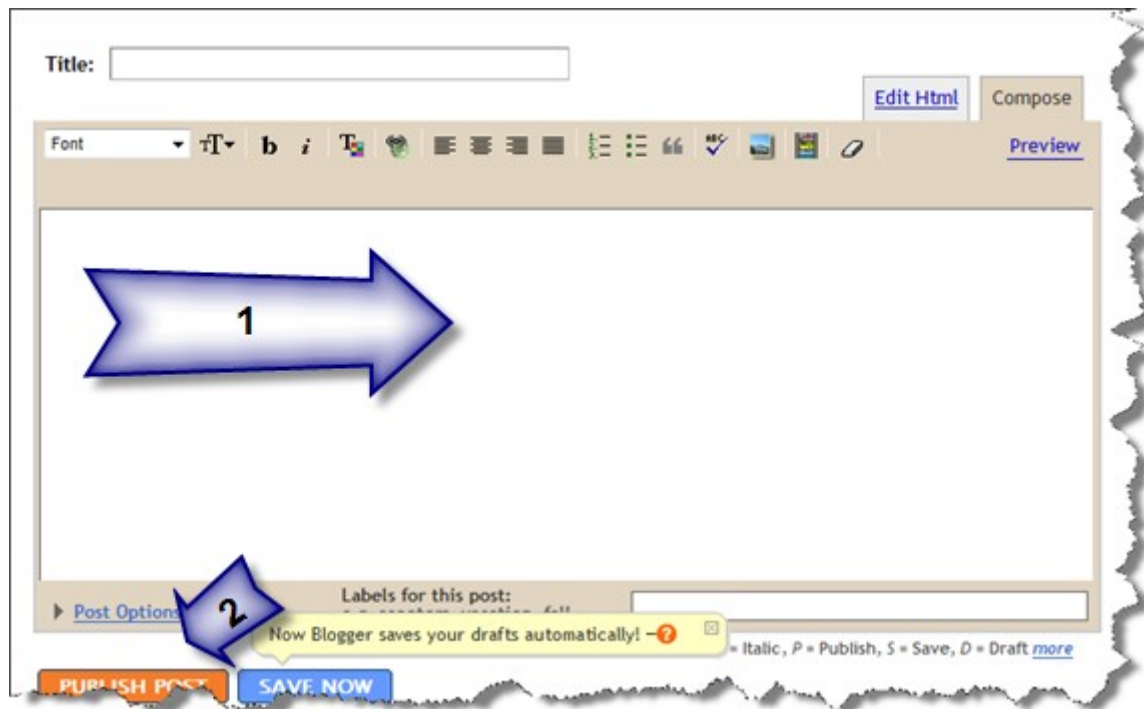 Title:
Edit Html Compose
Font T b i T ABC Preview
1
2
Labels for this post:
Post Options
Now Blogger saves your drafts automatically! – ?
= Italic, P = Publish, S = Save, D = Draft more
PUBLISH POST SAVE NOW